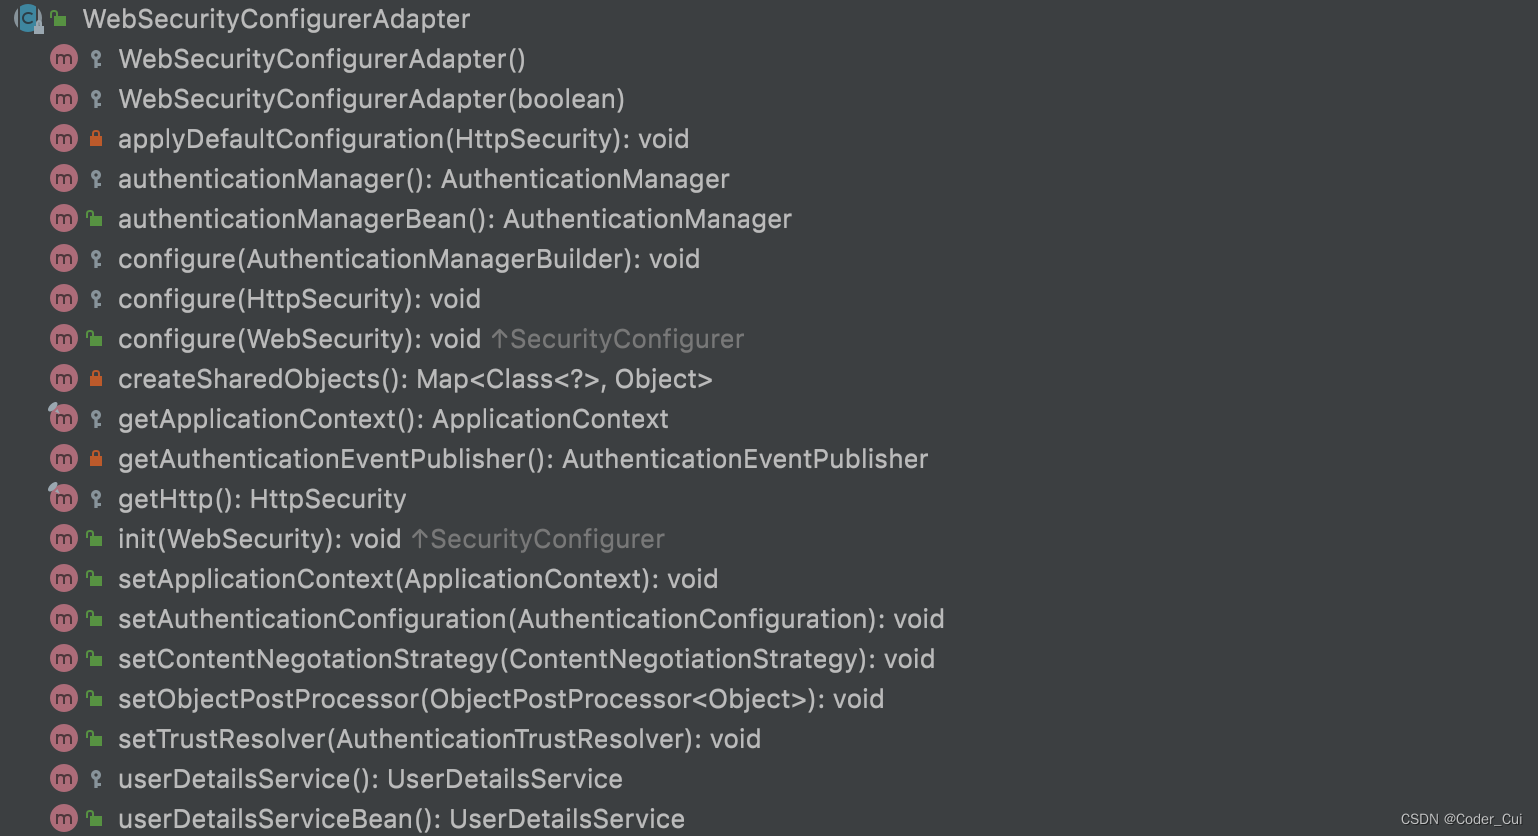 WebSecurityConfigurerAdapter
WebSecurityConfigurerAdapter()
WebSecurityConfigurerAdapter(boolean)
applyDefaultConfiguration(HttpSecurity): void
authenticationManager(): AuthenticationManager
authenticationManagerBean(): AuthenticationManager
configure(AuthenticationManagerBuilder): void
configure(HttpSecurity): void
configure(WebSecurity): void ↑SecurityConfigurer
createSharedObjects(): Map<Class<?>, Object>
getApplicationContext(): ApplicationContext
getAuthenticationEventPublisher(): AuthenticationEventPublisher
getHttp(): HttpSecurity
init(WebSecurity): void ↑SecurityConfigurer
setApplicationContext(ApplicationContext): void
setAuthenticationConfiguration(AuthenticationConfiguration): void
setContentNegotationStrategy(ContentNegotiationStrategy): void
setObjectPostProcessor(ObjectPostProcessor<Object>): void
setTrustResolver(AuthenticationTrustResolver): void
userDetailsService(): UserDetailsService
userDetailsServiceBean(): UserDetailsService
CSDN @Coder_Cui